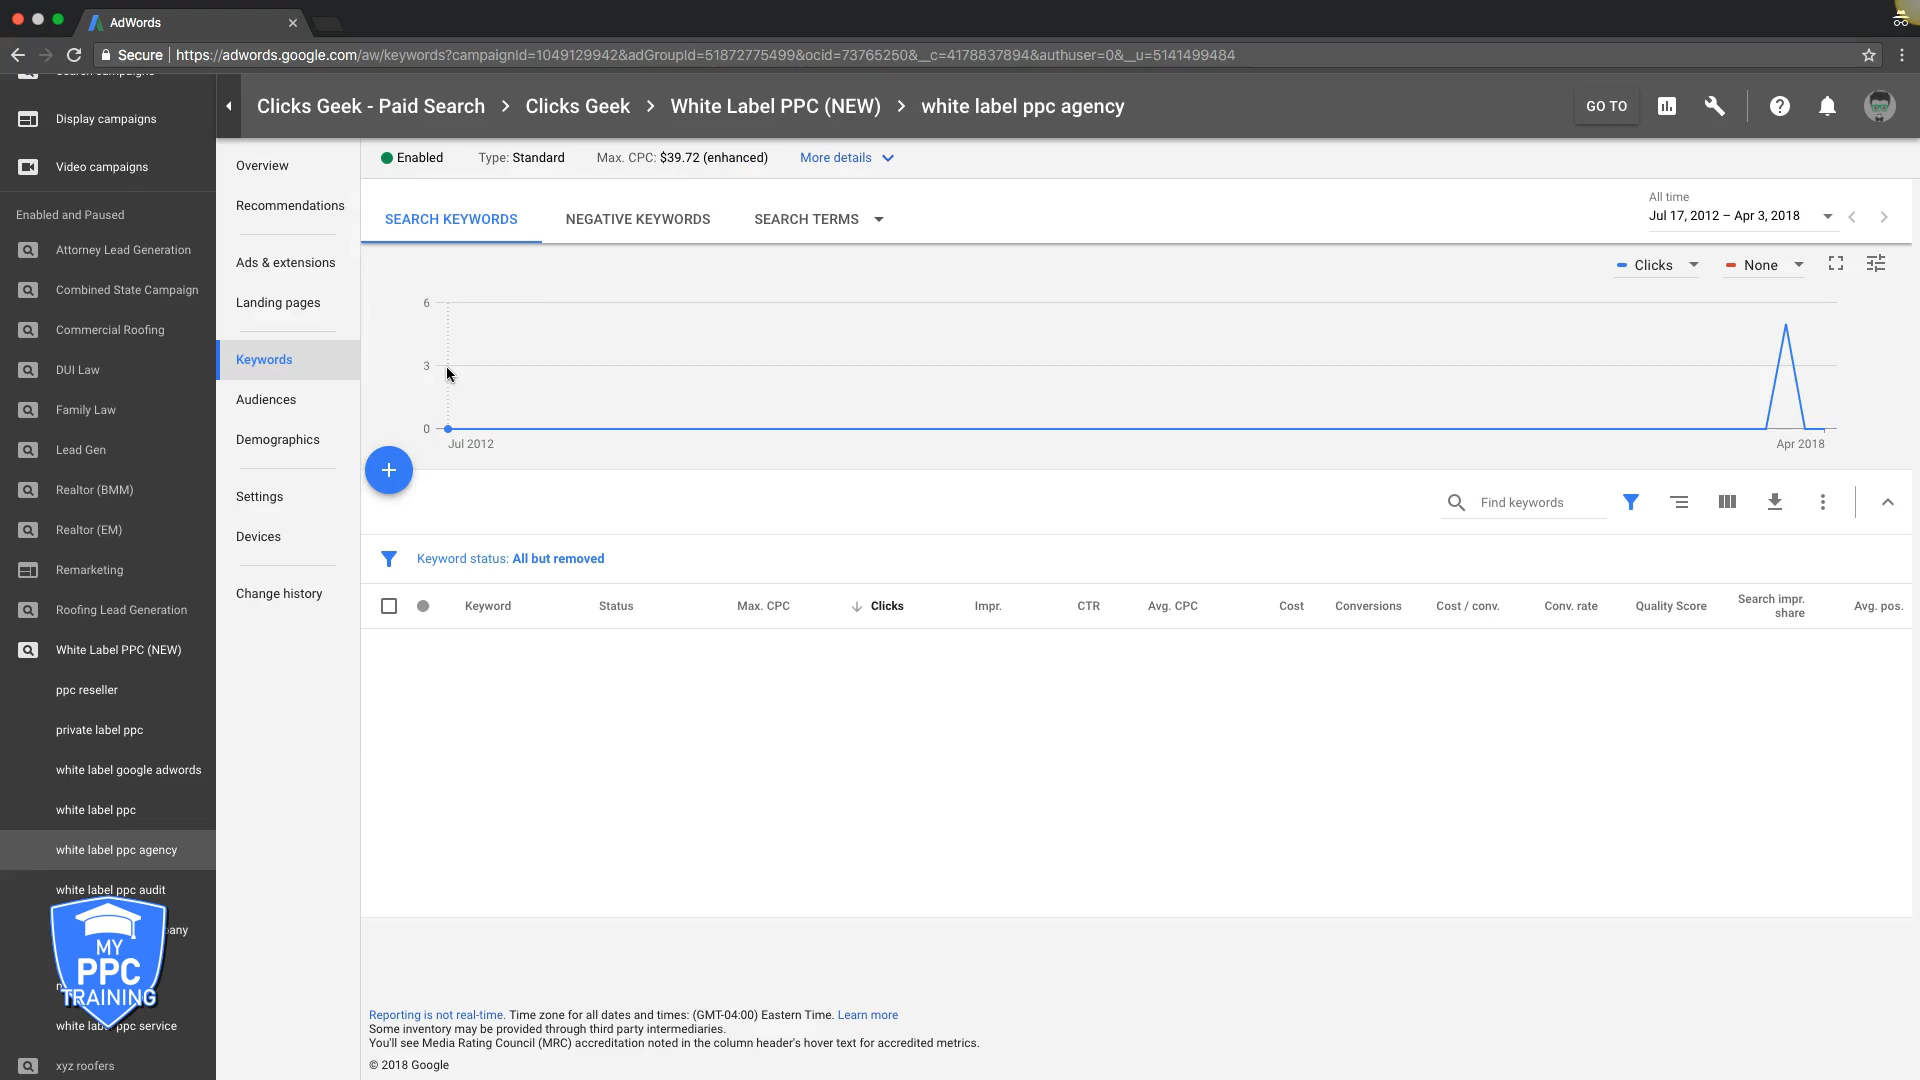 AdWords
Secure https://adwords.google.com/aw/keywords?campaignId=1049129942&adGroupId=51872775499&ocid=73765250&__c=4178837894&authuser=0&__u=5141499484
Clicks Geek - Paid Search > Clicks Geek > White Label PPC (NEW) > white label ppc agency
GO TO
Display campaigns
Video campaigns
Enabled and Paused
Attorney Lead Generation
Combined State Campaign
Commercial Roofing
DUI Law
Family Law
Lead Gen
Realtor (BMM)
Realtor (EM)
Remarketing
Roofing Lead Generation
White Label PPC (NEW)
ppc reseller
private label ppc
white label google adwords
white label ppc
white label ppc agency
white label ppc audit
MY
PPC
TRAINING
white label ppc service
xyz roofers
Overview
Recommendations
Ads & extensions
Landing pages
Keywords
Audiences
Demographics
Settings
Devices
Change history
Enabled Type: Standard Max. CPC: $39.72 (enhanced) More details
SEARCH KEYWORDS NEGATIVE KEYWORDS SEARCH TERMS
All time
Jul 17, 2012 – Apr 3, 2018
Clicks None
6
3
0
Jul 2012 Apr 2018
Find keywords
Keyword status: All but removed
Keyword Status Max. CPC Clicks Impr. CTR Avg. CPC Cost Conversions Cost / conv. Conv. rate Quality Score Search impr. share Avg. pos.
Reporting is not real-time. Time zone for all dates and times: (GMT-04:00) Eastern Time. Learn more
Some inventory may be provided through third party intermediaries.
You'll see Media Rating Council (MRC) accreditation noted in the column header's hover text for accredited metrics.
© 2018 Google